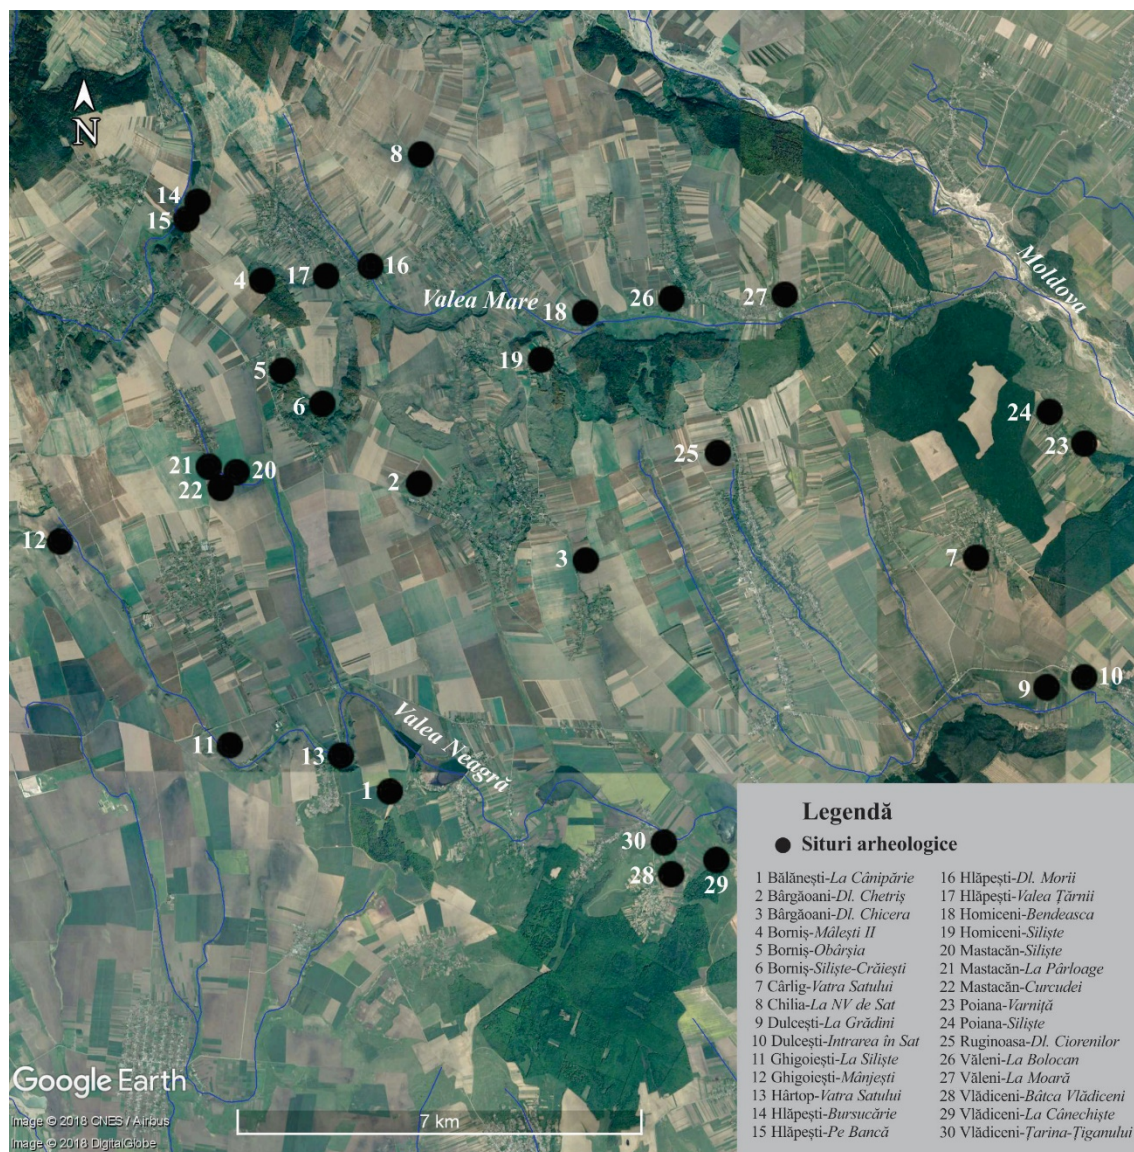 N
8
14
15
16
17
4
Valea Mare
18
26
27
Moldova
19
5
6
24
23
25
21
20
22
2
12
3
7
9
10
11
13
Valea Neagră
1
30
28
29
Legendă
Situri arheologice
1 Bălănești-La Cânipărie
2 Bârgăoani-Dl. Chetriș
3 Bârgăoani-Dl. Chicera
4 Borniș-Mălești II
5 Borniș-Obârșia
6 Borniș-Siliște-Crăiești
7 Cârlig-Vatra Satului
8 Chilia-La NV de Sat
9 Dulcești-La Grădini
10 Dulcești-Intrarea în Sat
11 Ghigoiești-La Siliște
12 Ghigoiești-Mânjești
13 Hârtop-Vatra Satului
14 Hlăpești-Bursucărie
15 Hlăpești-Pe Bancă
16 Hlăpești-Dl. Morii
17 Hlăpești-Valea Țărnii
18 Homiceni-Bendeasca
19 Homiceni-Siliște
20 Mastacăn-Siliște
21 Mastacăn-La Pârloage
22 Mastacăn-Curcudei
23 Poiana-Varniță
24 Poiana-Siliște
25 Ruginoasa-Dl. Ciorenilor
26 Văleni-La Bolocan
27 Văleni-La Moară
28 Vlădiceni-Bâtca Vlădiceni
29 Vlădiceni-La Cânechiște
30 Vlădiceni-Țarina-Țiganului
Google Earth
7 km
Image © 2018 CNES / Airbus
Image © 2018 DigitalGlobe